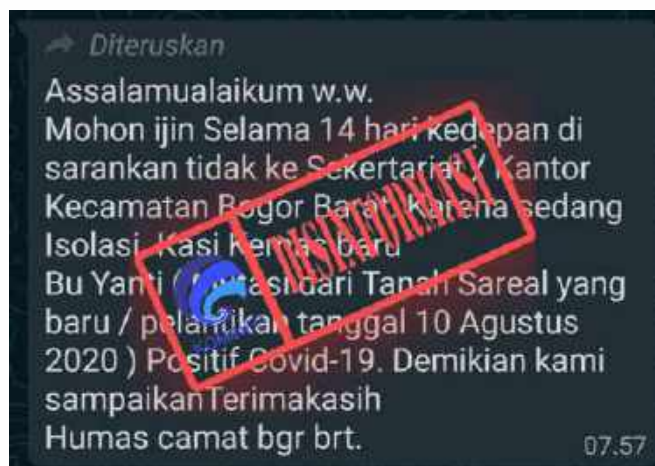 Diteruskan
Assalamualaikum w.w.
Mohon ijin Selama 14 hari kedepan di
sarankan tidak ke Sekertariat / Kantor
Kecamatan Bogor Barat. Karena sedang
Isolasi, Kasi Kemas baru
Bu Yanti ( dari Tanah Sareal yang
baru / pelantikan tanggal 10 Agustus
2020 ) Positif Covid-19. Demikian kami
sampaikanTerimakasih
Humas camat bgr brt.
07.57
DISINFORMASI
KOMINFO